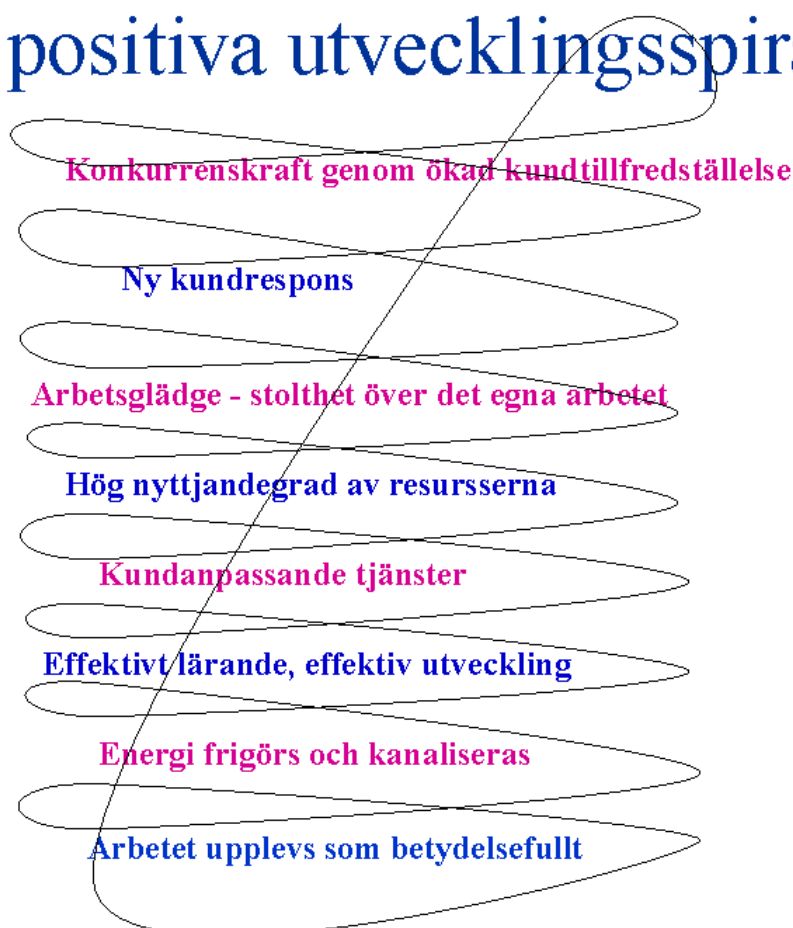 positiva utvecklingsspira
Konkurrenskraft genom ökad kundtillfredställelse
Ny kundrespons
Arbetsglädge - stolthet över det egna arbetet
Hög nyttjandegrad av resursserna
Kundanpassande tjänster
Effektivt lärande, effektiv utveckling
Energi frigörs och kanaliseras
Arbetet upplevs som betydelsefullt